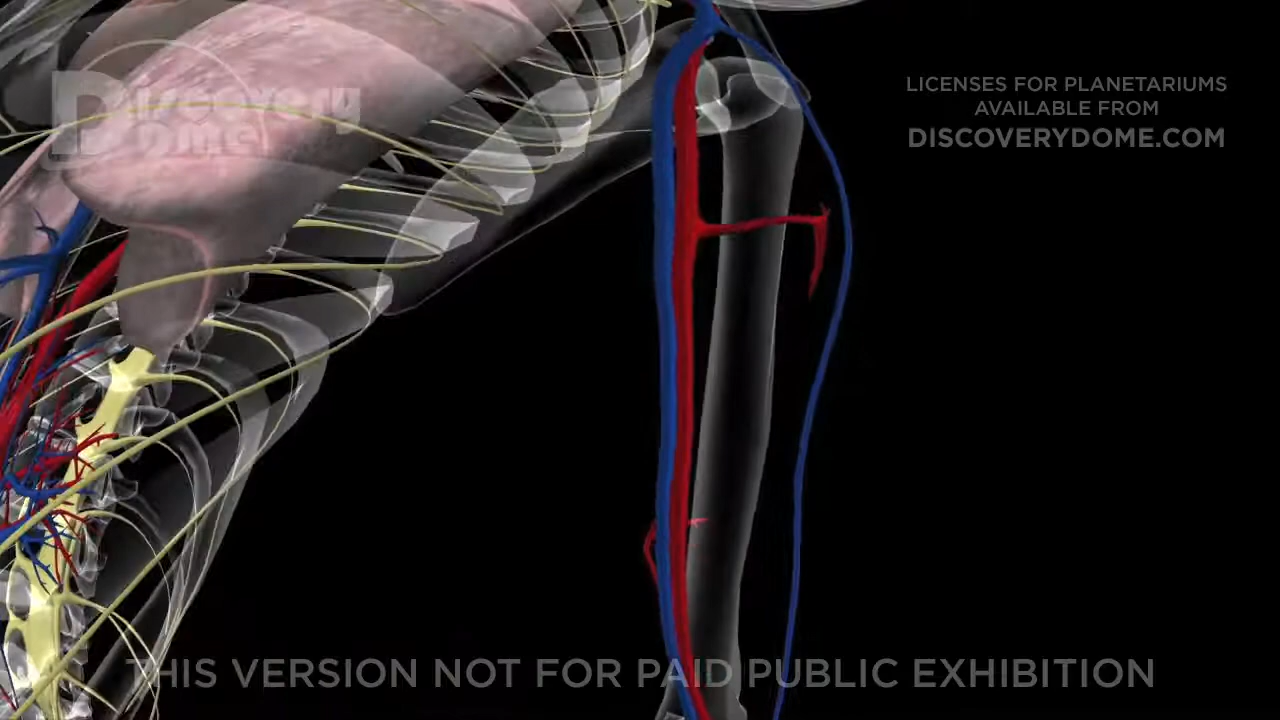 Discovery
Dome
LICENSES FOR PLANETARIUMS
AVAILABLE FROM
DISCOVERYDOME.COM
THIS VERSION NOT FOR PAID PUBLIC EXHIBITION